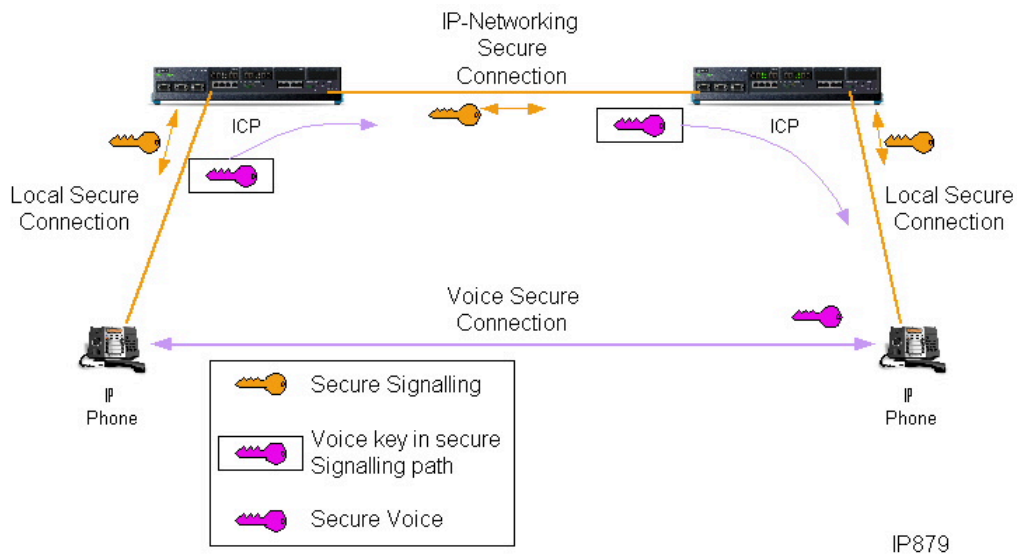 IP-Networking
Secure
Connection
ICP
ICP
Local Secure
Connection
Local Secure
Connection
Voice Secure
Connection
IP
Phone
IP
Phone
Secure Signalling
Voice key in secure
Signalling path
Secure Voice
IP879